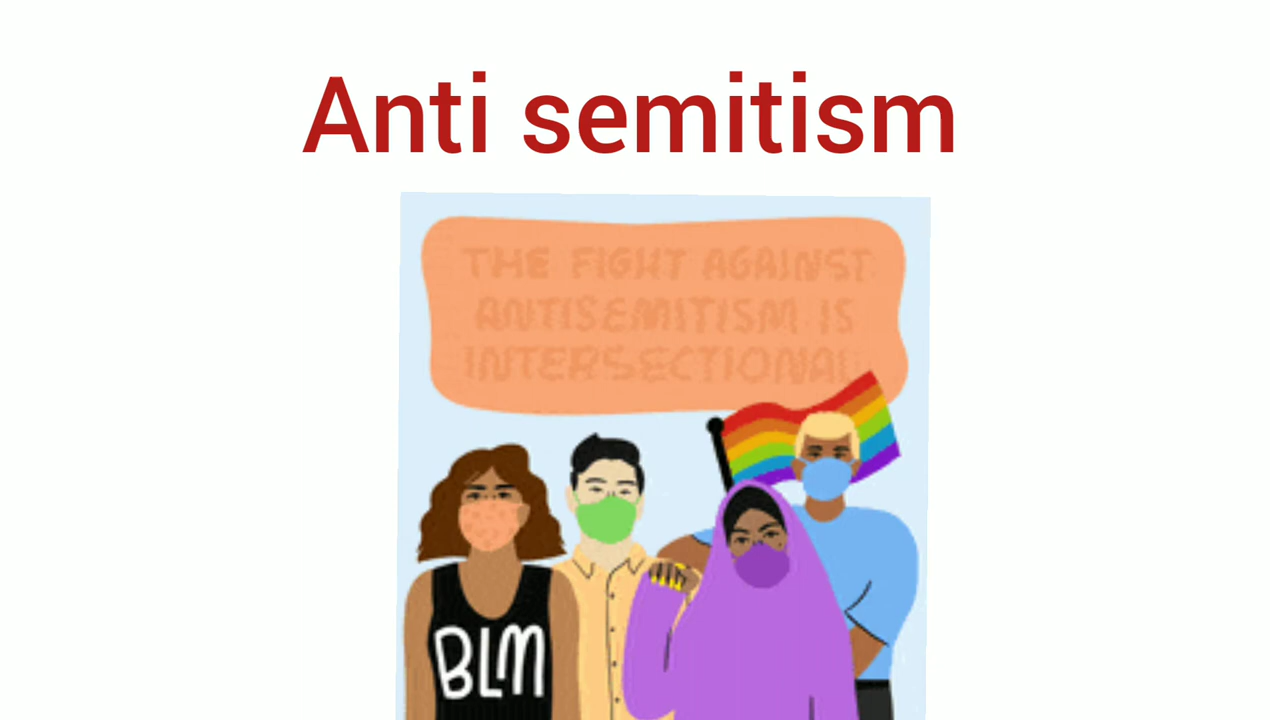 Anti semitism
THE FIGHT AGAINST
ANTISEMITISM IS
INTERSECTIONAL
BLM